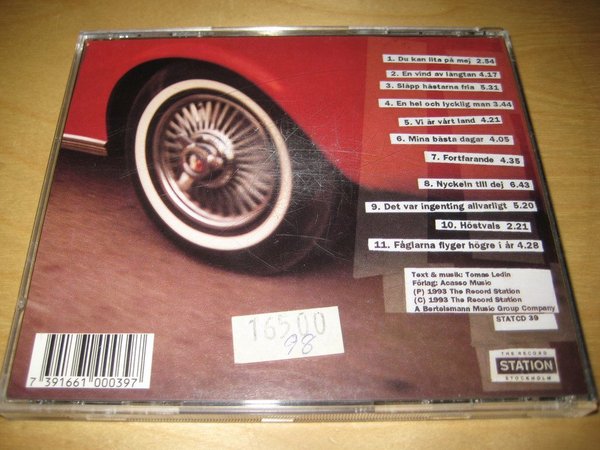 1. Du kan lita på mej 2.54
2. En vind av längtan 4.17
3. Släpp hästarna fria 5.31
4. En hel och lycklig man 3.44
5. Vi är vårt land 4.21
6. Mina bästa dagar 4.05
7. Fortfarande 4.35
8. Nyckeln till dej 6.43
9. Det var ingenting allvarligt 5.20
10. Höstvals 2.21
11. Fåglarna flyger högre i år 4.28
Text & musik: Tomas Ledin
Förlag: Acasso Music
(P) 1993 The Record Station
(C) 1993 The Record Station
A Bertelsmann Music Group Company
STATCD 39
16500
98
7 391661 000397
THE RECORD
STATION
STOCKHOLM